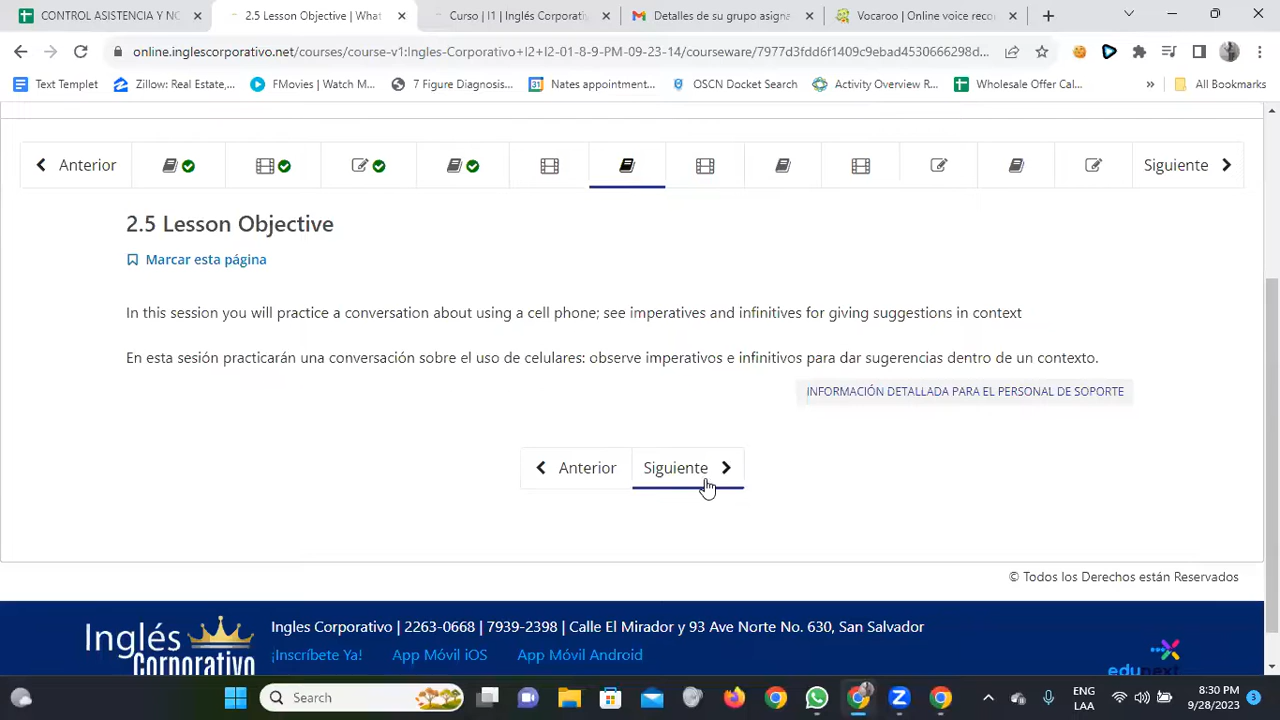 CONTROL ASISTENCIA Y NO
2.5 Lesson Objective | What
Curso | I1 | Inglés Corporativ
Detalles de su grupo asigna
Vocaroo | Online voice recor
online.inglescorporativo.net/courses/course-v1:Ingles-Corporativo+I2+I2-01-8-9-PM-09-23-14/courseware/7977d3fdd6f1409c9ebad4530666298d...
Text Templet
Zillow: Real Estate,...
FMovies | Watch M...
7 Figure Diagnosis...
Nates appointment...
OSCN Docket Search
Activity Overview R...
Wholesale Offer Cal...
» All Bookmarks
Anterior
Siguiente
2.5 Lesson Objective
Marcar esta página
In this session you will practice a conversation about using a cell phone; see imperatives and infinitives for giving suggestions in context
En esta sesión practicarán una conversación sobre el uso de celulares: observe imperativos e infinitivos para dar sugerencias dentro de un contexto.
INFORMACIÓN DETALLADA PARA EL PERSONAL DE SOPORTE
Anterior
Siguiente
© Todos los Derechos están Reservados
Inglés Corporativo
Ingles Corporativo | 2263-0668 | 7939-2398 | Calle El Mirador y 93 Ave Norte No. 630, San Salvador
¡Inscríbete Ya!
App Móvil iOS
App Móvil Android
edunext
Search
ENG
LAA
8:30 PM
9/28/2023
3